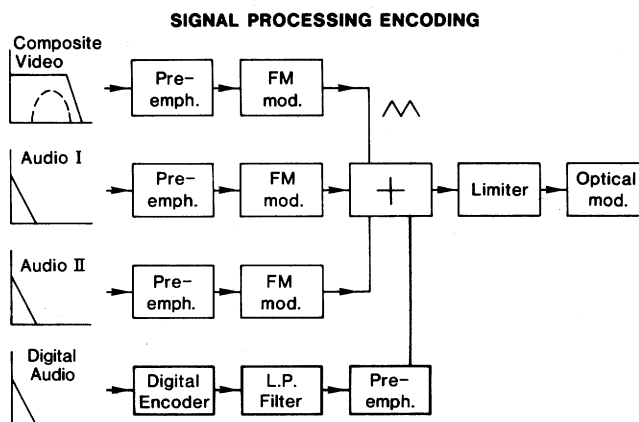 SIGNAL PROCESSING ENCODING
Composite
Video
Pre-
emph.
FM
mod.
Audio I
Pre-
emph.
FM
mod.
+
Limiter
Optical
mod.
Audio II
Pre-
emph.
FM
mod.
Digital
Audio
Digital
Encoder
L.P.
Filter
Pre-
emph.